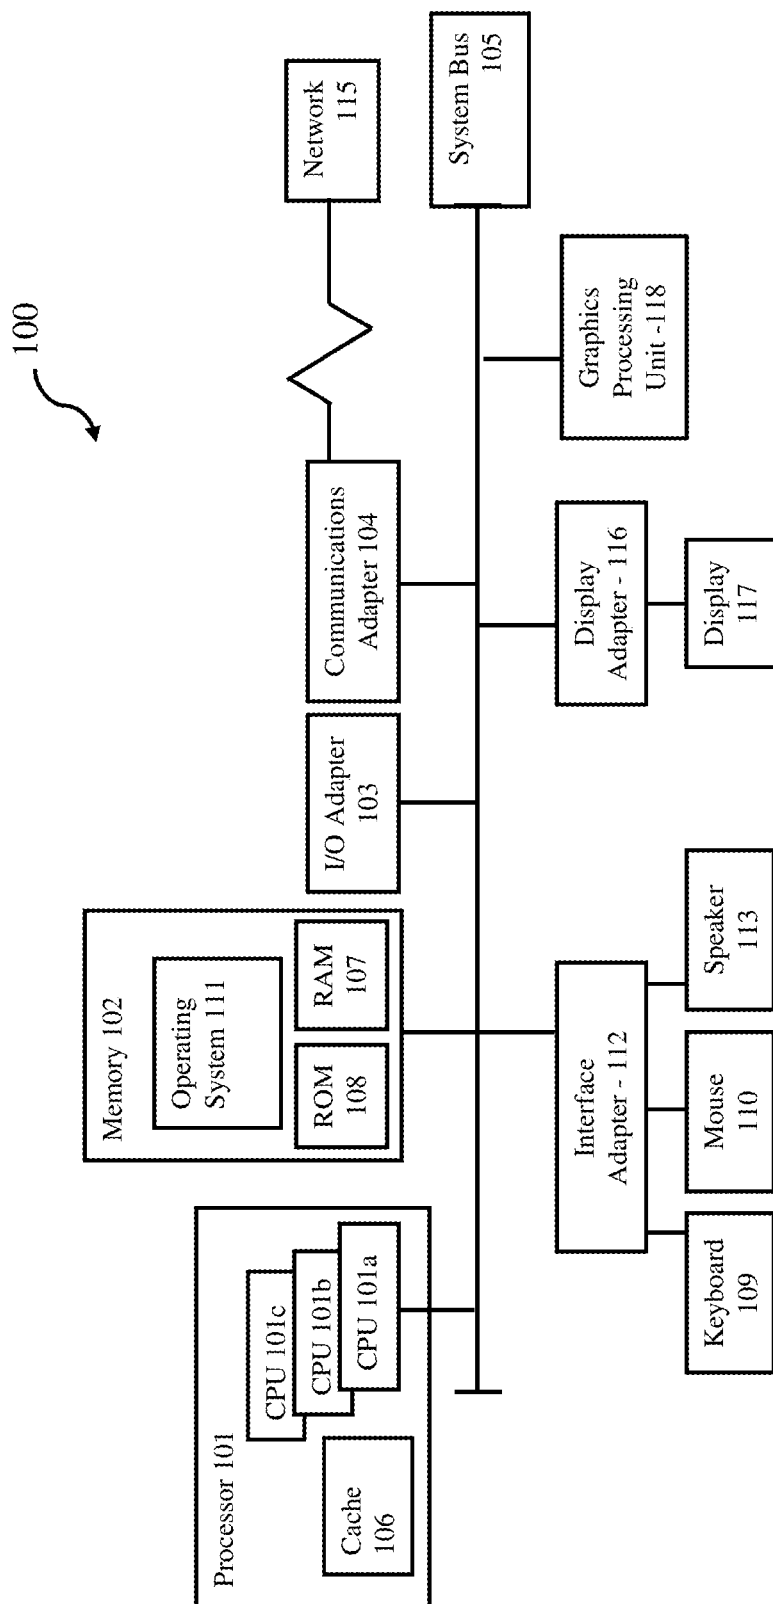 100
Processor 101
CPU 101c
CPU 101b
CPU 101a
Cache
106
Memory 102
Operating
System 111
ROM
108
RAM
107
I/O Adapter
103
Communications
Adapter 104
Network
115
System Bus
105
Interface
Adapter - 112
Display
Adapter - 116
Graphics
Processing
Unit -118
Keyboard
109
Mouse
110
Speaker
113
Display
117